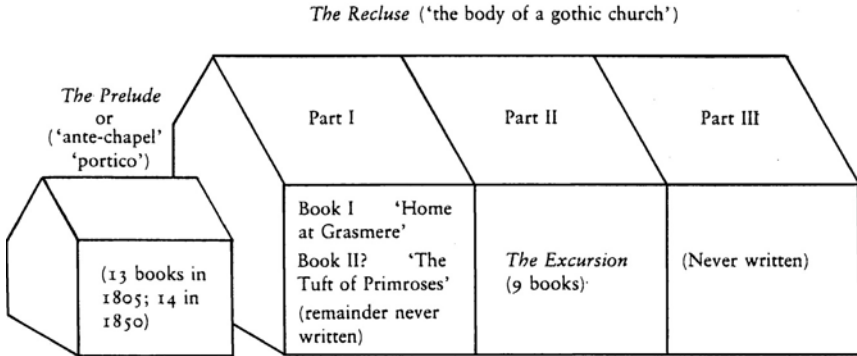 The Recluse (‘the body of a gothic church’)
The Prelude
or
(‘ante-chapel’
‘portico’)
Part I
Part II
Part III
(13 books in
1805; 14 in
1850)
Book I ‘Home
at Grasmere’
Book II? ‘The
Tuft of Primroses’
(remainder never
written)
The Excursion
(9 books)
(Never written)